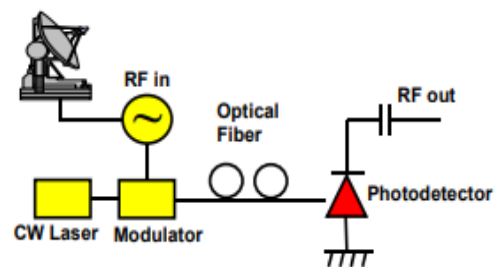 RF in
Optical
Fiber
RF out
Photodetector
CW Laser
Modulator